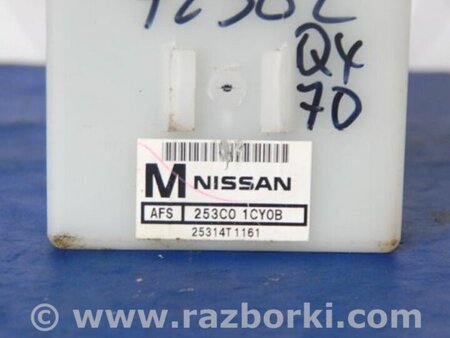 QX
70
M NISSAN
AFS 253C0 1CY0B
25314T1161
© www.razborki.com